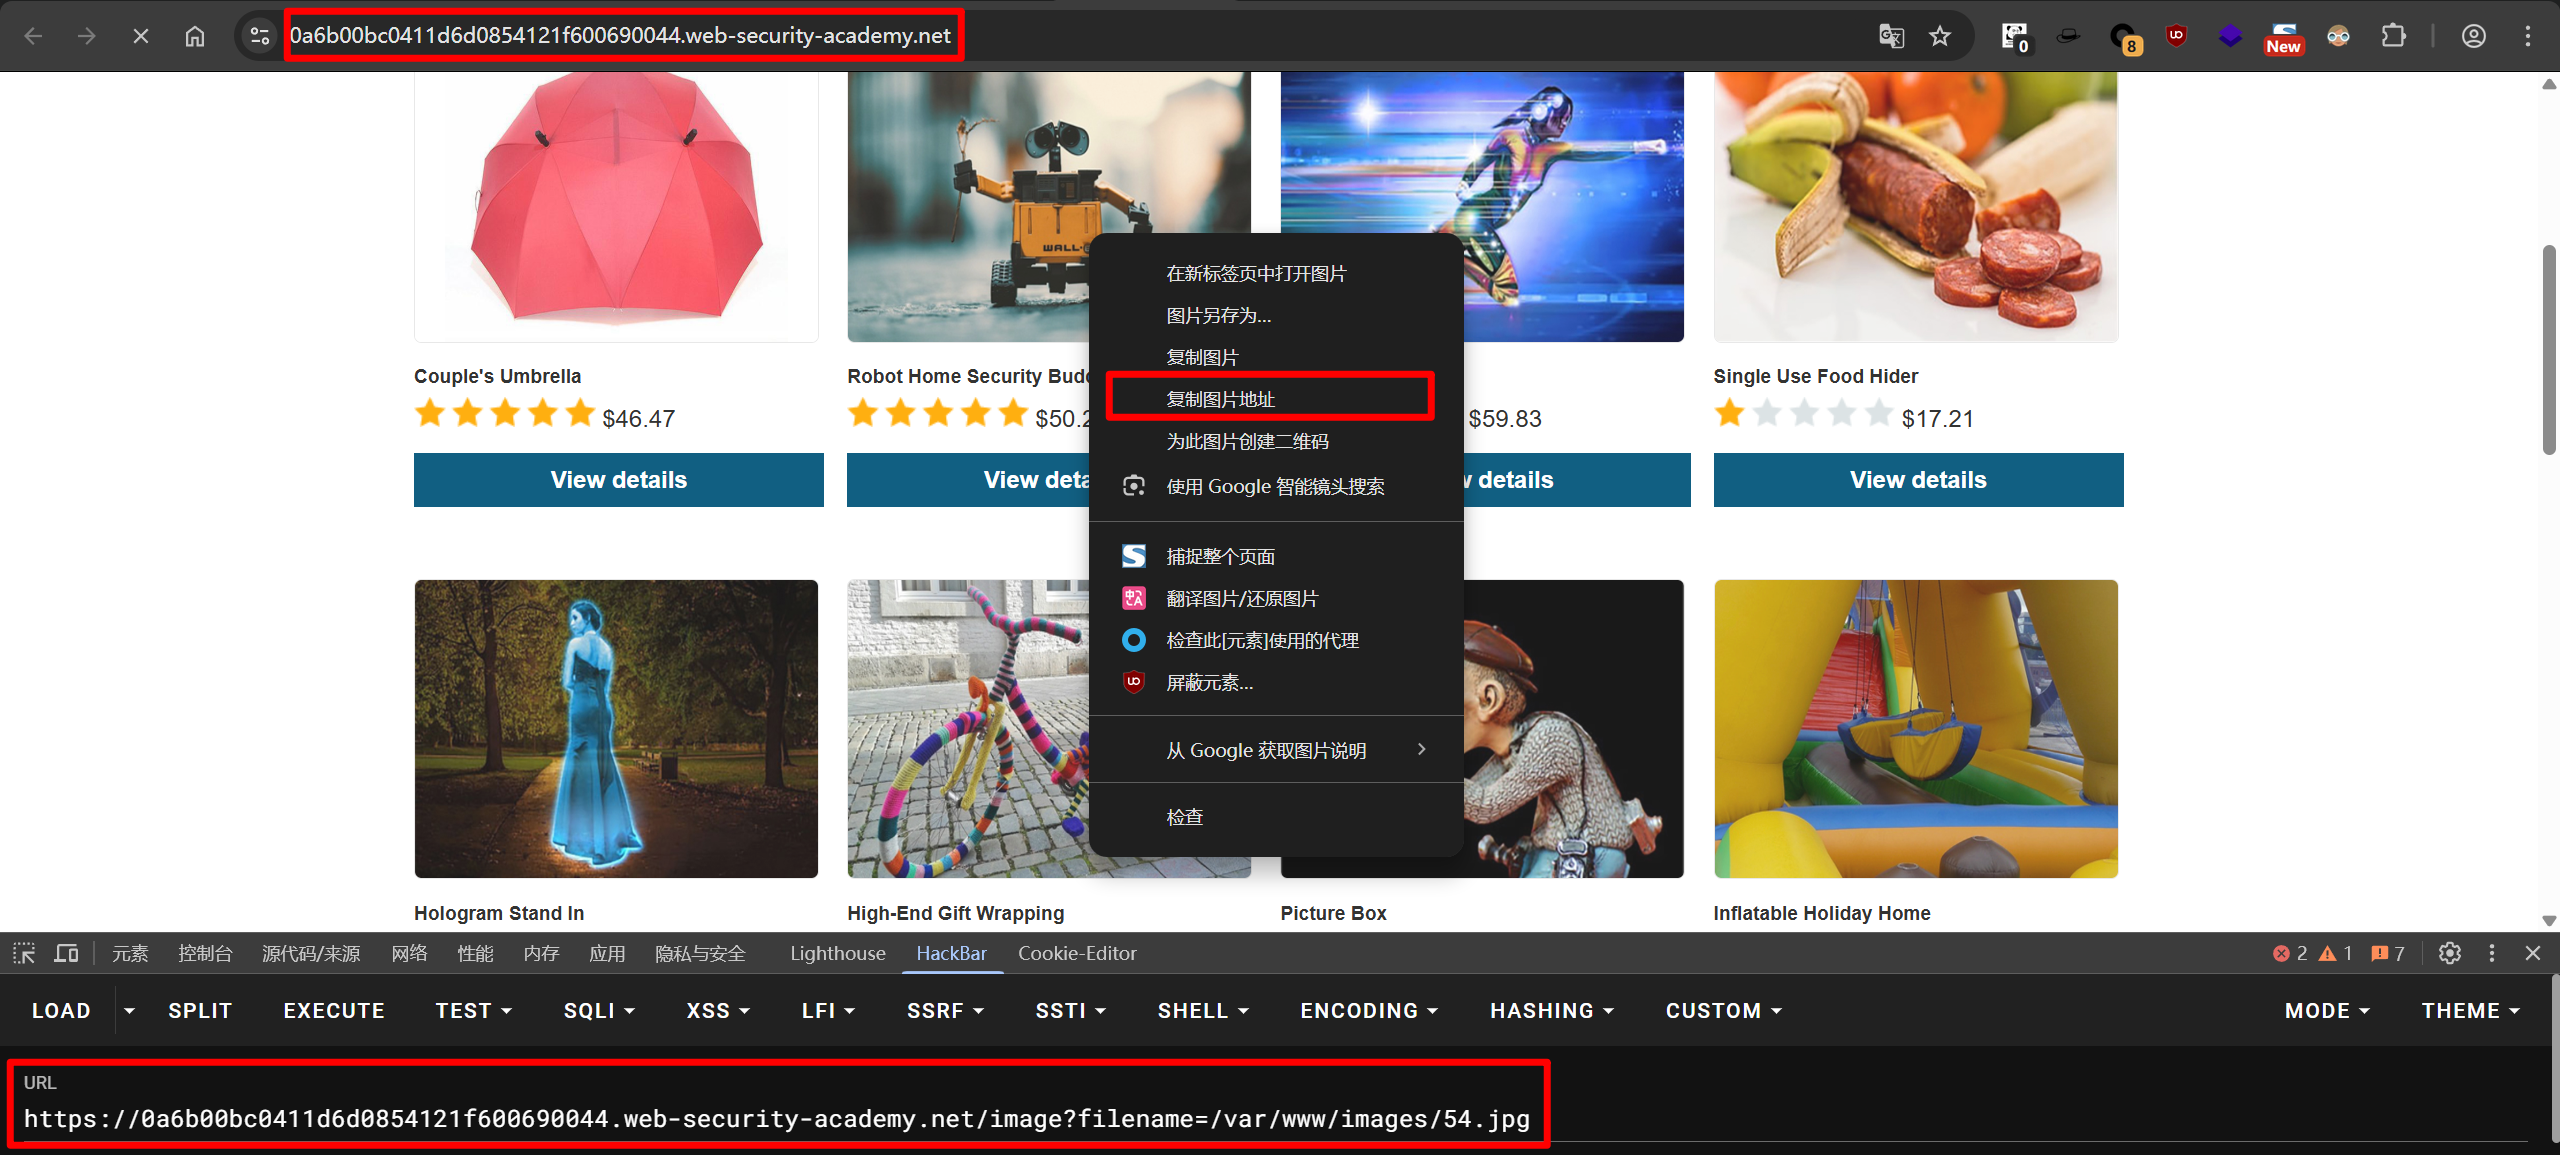 0a6b00bc0411d6d0854121f600690044.web-security-academy.net
0
8
New
WALL·E
Couple's Umbrella
$46.47
View details
Robot Home Security Budd
$50.2
View deta
$59.83
w details
Single Use Food Hider
$17.21
View details
在新标签页中打开图片
图片另存为...
复制图片
复制图片地址
为此图片创建二维码
使用 Google 智能镜头搜索
捕捉整个页面
翻译图片/还原图片
检查此[元素]使用的代理
屏蔽元素...
从 Google 获取图片说明
检查
Hologram Stand In
High-End Gift Wrapping
Picture Box
Inflatable Holiday Home
元素 控制台 源代码/来源 网络 性能 内存 应用 隐私与安全 Lighthouse HackBar Cookie-Editor 2 1 7
LOAD SPLIT EXECUTE TEST SQLI XSS LFI SSRF SSTI SHELL ENCODING HASHING CUSTOM MODE THEME
URL
https://0a6b00bc0411d6d0854121f600690044.web-security-academy.net/image?filename=/var/www/images/54.jpg